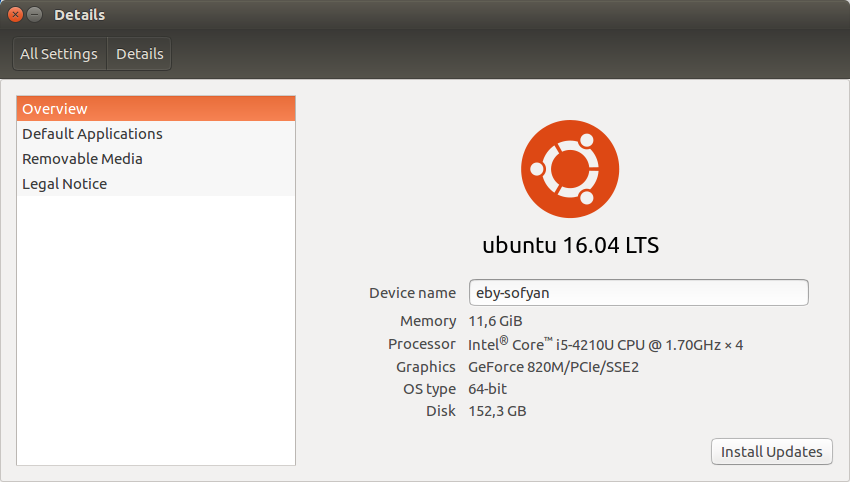 Details
All Settings Details
Overview
Default Applications
Removable Media
Legal Notice
ubuntu 16.04 LTS
Device name eby-sofyan
Memory 11,6 GiB
Processor Intel® Core™ i5-4210U CPU @ 1.70GHz × 4
Graphics GeForce 820M/PCIe/SSE2
OS type 64-bit
Disk 152,3 GB
Install Updates